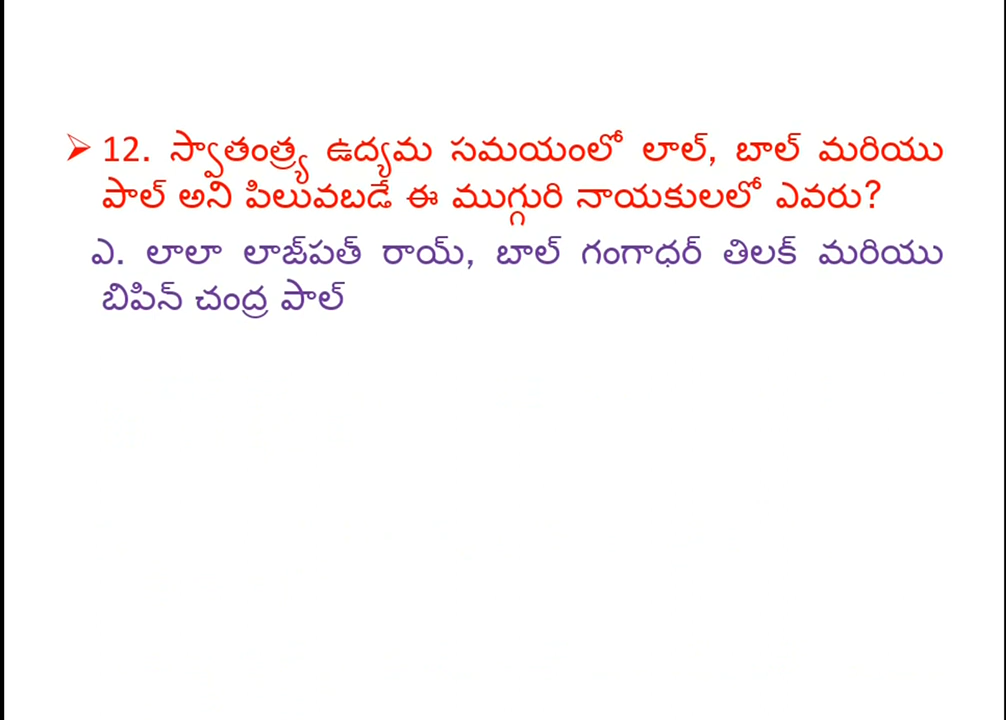 ➢ 12. స్వాతంత్ర్య ఉద్యమ సమయంలో లాల్, బాల్ మరియు
పాల్ అని పిలువబడే ఈ ముగ్గురి నాయకులలో ఎవరు?
ఎ. లాలా లాజ్‌పత్ రాయ్, బాల్ గంగాధర్ తిలక్ మరియు
బిపిన్ చంద్ర పాల్